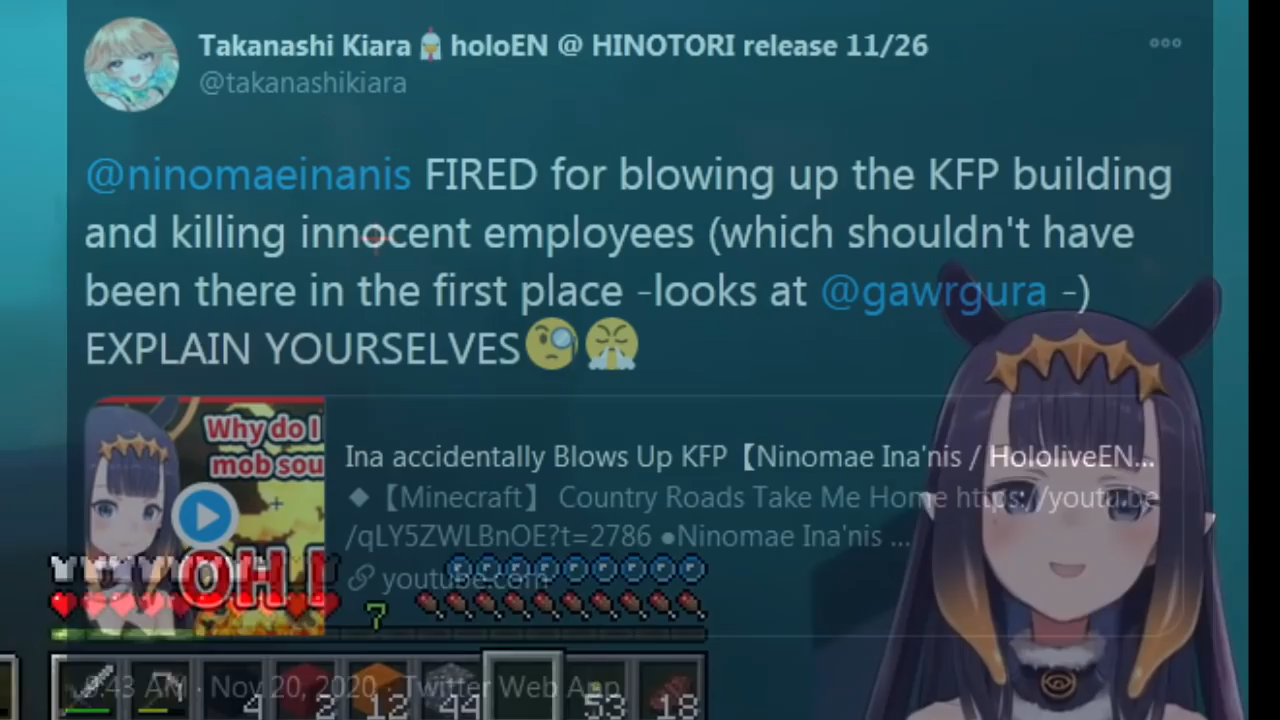 Takanashi Kiara🐔holoEN @ HINOTORI release 11/26
@takanashikiara
@ninomaeinanis FIRED for blowing up the KFP building
and killing innocent employees (which shouldn't have
been there in the first place -looks at @gawrgura -)
EXPLAIN YOURSELVES🧐😤
Why do I
mob sou
OH I
Ina accidentally Blows Up KFP【Ninomae Ina'nis / HololiveEN...
◆【Minecraft】 Country Roads Take Me Home https://youtu.be
/qLY5ZWLBnOE?t=2786 ●Ninomae Ina'nis ...
youtube.com
7
9:43 AM · Nov 20, 2020 · Twitter Web App
4
2
12
44
53
18